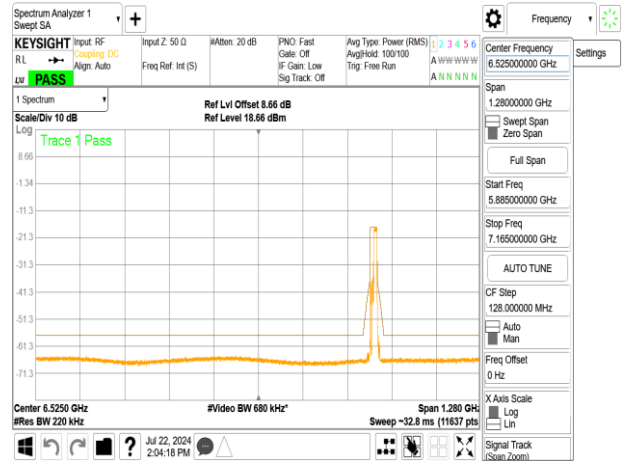 Spectrum Analyzer 1
Swept SA
+
Frequency
KEYSIGHT
Input: RF
Coupling: DC
Align: Auto
Input Z: 50 Ω
Freq Ref: Int (S)
#Atten: 20 dB
PNO: Fast
Gate: Off
IF Gain: Low
Sig Track: Off
Avg Type: Power (RMS)
Avg|Hold: 100/100
Trig: Free Run
1 2 3 4 5 6
A W W W W W
A N N N N N
R L
LXI
PASS
1 Spectrum
Scale/Div 10 dB
Ref Lvl Offset 8.66 dB
Ref Level 18.66 dBm
Log
Trace 1 Pass
8.66
-1.34
-11.3
-21.3
-31.3
-41.3
-51.3
-61.3
-71.3
Center 6.5250 GHz
#Res BW 220 kHz
#Video BW 680 kHz*
Span 1.280 GHz
Sweep ~32.8 ms (11637 pts
Center Frequency
6.525000000 GHz
Settings
Span
1.28000000 GHz
Swept Span
Zero Span
Full Span
Start Freq
5.885000000 GHz
Stop Freq
7.165000000 GHz
AUTO TUNE
CF Step
128.000000 MHz
Auto
Man
Freq Offset
0 Hz
X Axis Scale
Log
Lin
Signal Track
(Span Zoom)
?
Jul 22, 2024
2:04:18 PM